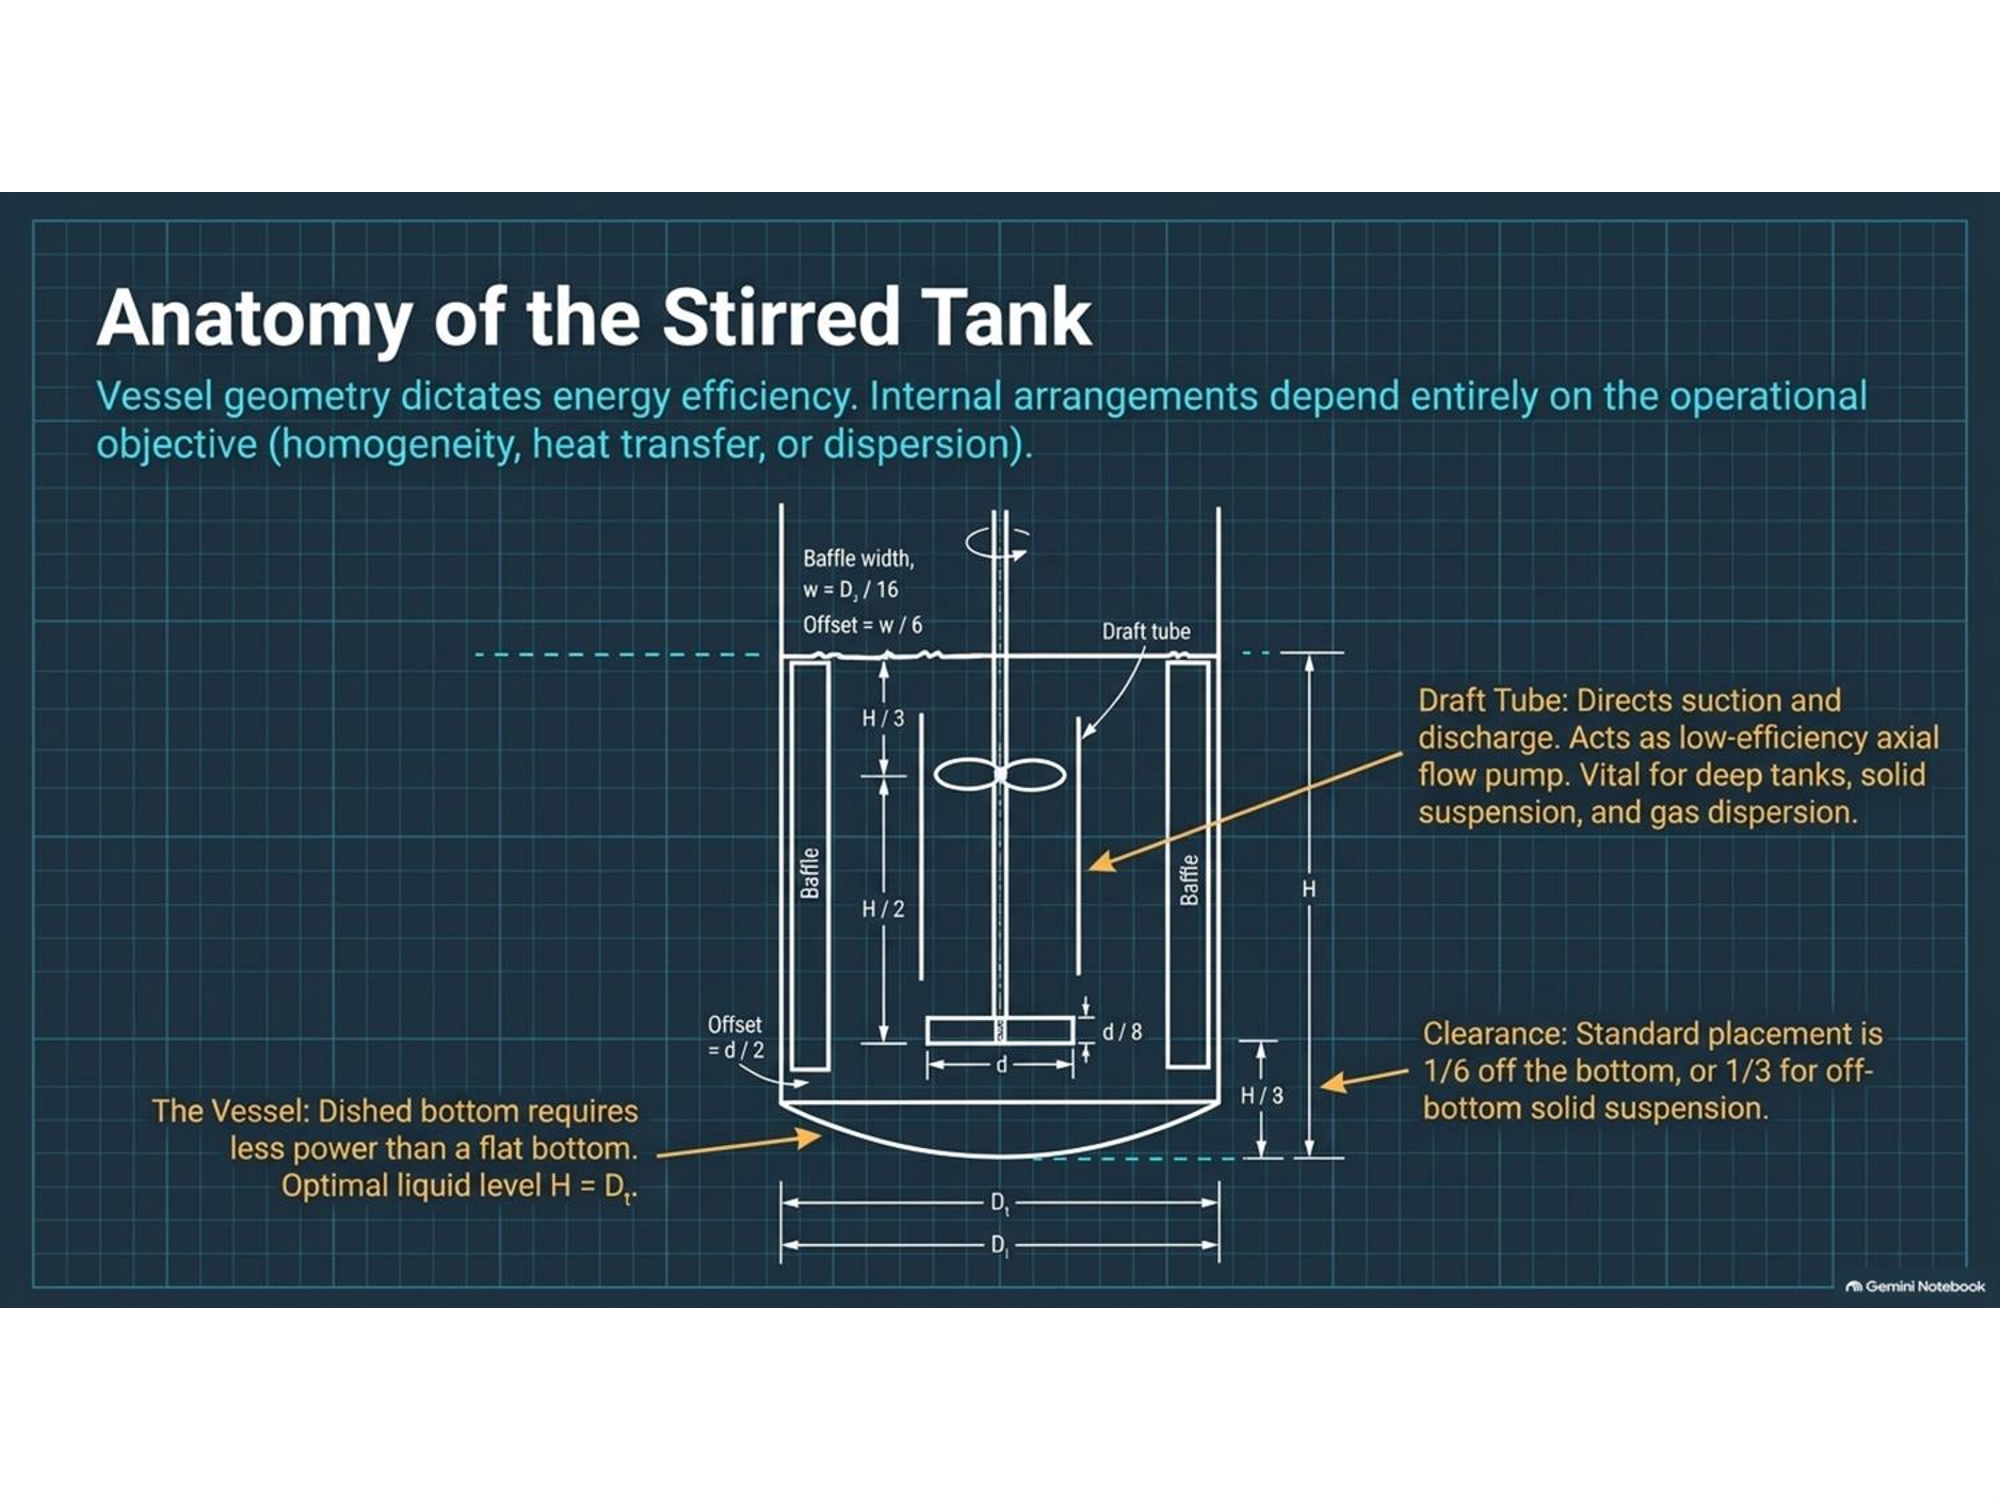 Anatomy of the Stirred Tank
Vessel geometry dictates energy efficiency. Internal arrangements depend entirely on the operational
objective (homogeneity, heat transfer, or dispersion).
Baffle width,
w = D₃ / 16
Offset = w / 6
Draft tube
H / 3
Baffle
H / 2
Baffle
H
Draft Tube: Directs suction and
discharge. Acts as low-efficiency axial
flow pump. Vital for deep tanks, solid
suspension, and gas dispersion.
Offset
= d / 2
d / 8
d
H / 3
Clearance: Standard placement is
1/6 off the bottom, or 1/3 for off-
bottom solid suspension.
The Vessel: Dished bottom requires
less power than a flat bottom.
Optimal liquid level H = Dₜ.
Dₜ
Dₗ
Gemini Notebook